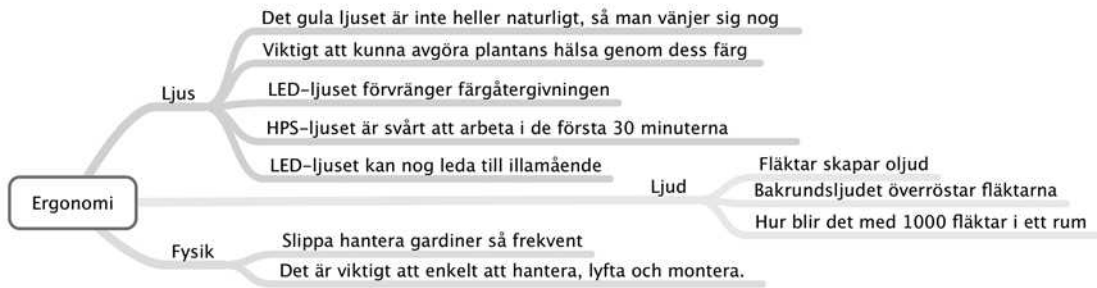 Det gula ljuset är inte heller naturligt, så man vänjer sig nog
Viktigt att kunna avgöra plantans hälsa genom dess färg
Ljus
LED-ljuset förvränger färgåtergivningen
HPS-ljuset är svårt att arbeta i de första 30 minuterna
LED-ljuset kan nog leda till illamående
Ergonomi
Ljud
Fläktar skapar oljud
Bakrundsljudet överröstar fläktarna
Hur blir det med 1000 fläktar i ett rum
Fysik
Slippa hantera gardiner så frekvent
Det är viktigt att enkelt att hantera, lyfta och montera.